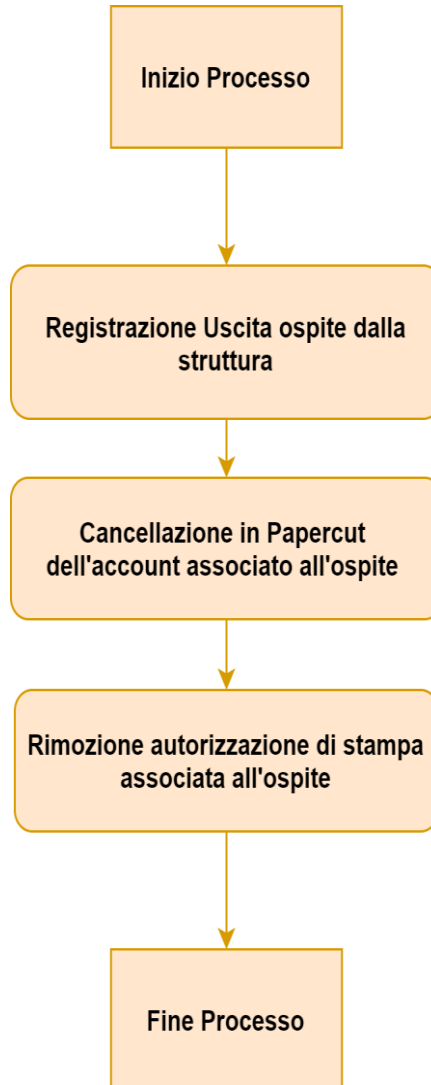 Inizio Processo
Registrazione Uscita ospite dalla
struttura
Cancellazione in Papercut
dell'account associato all'ospite
Rimozione autorizzazione di stampa
associata all'ospite
Fine Processo